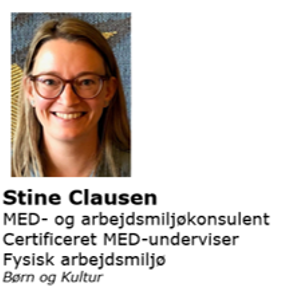 Stine Clausen
MED- og arbejdsmiljøkonsulent
Certificeret MED-underviser
Fysisk arbejdsmiljø
Børn og Kultur